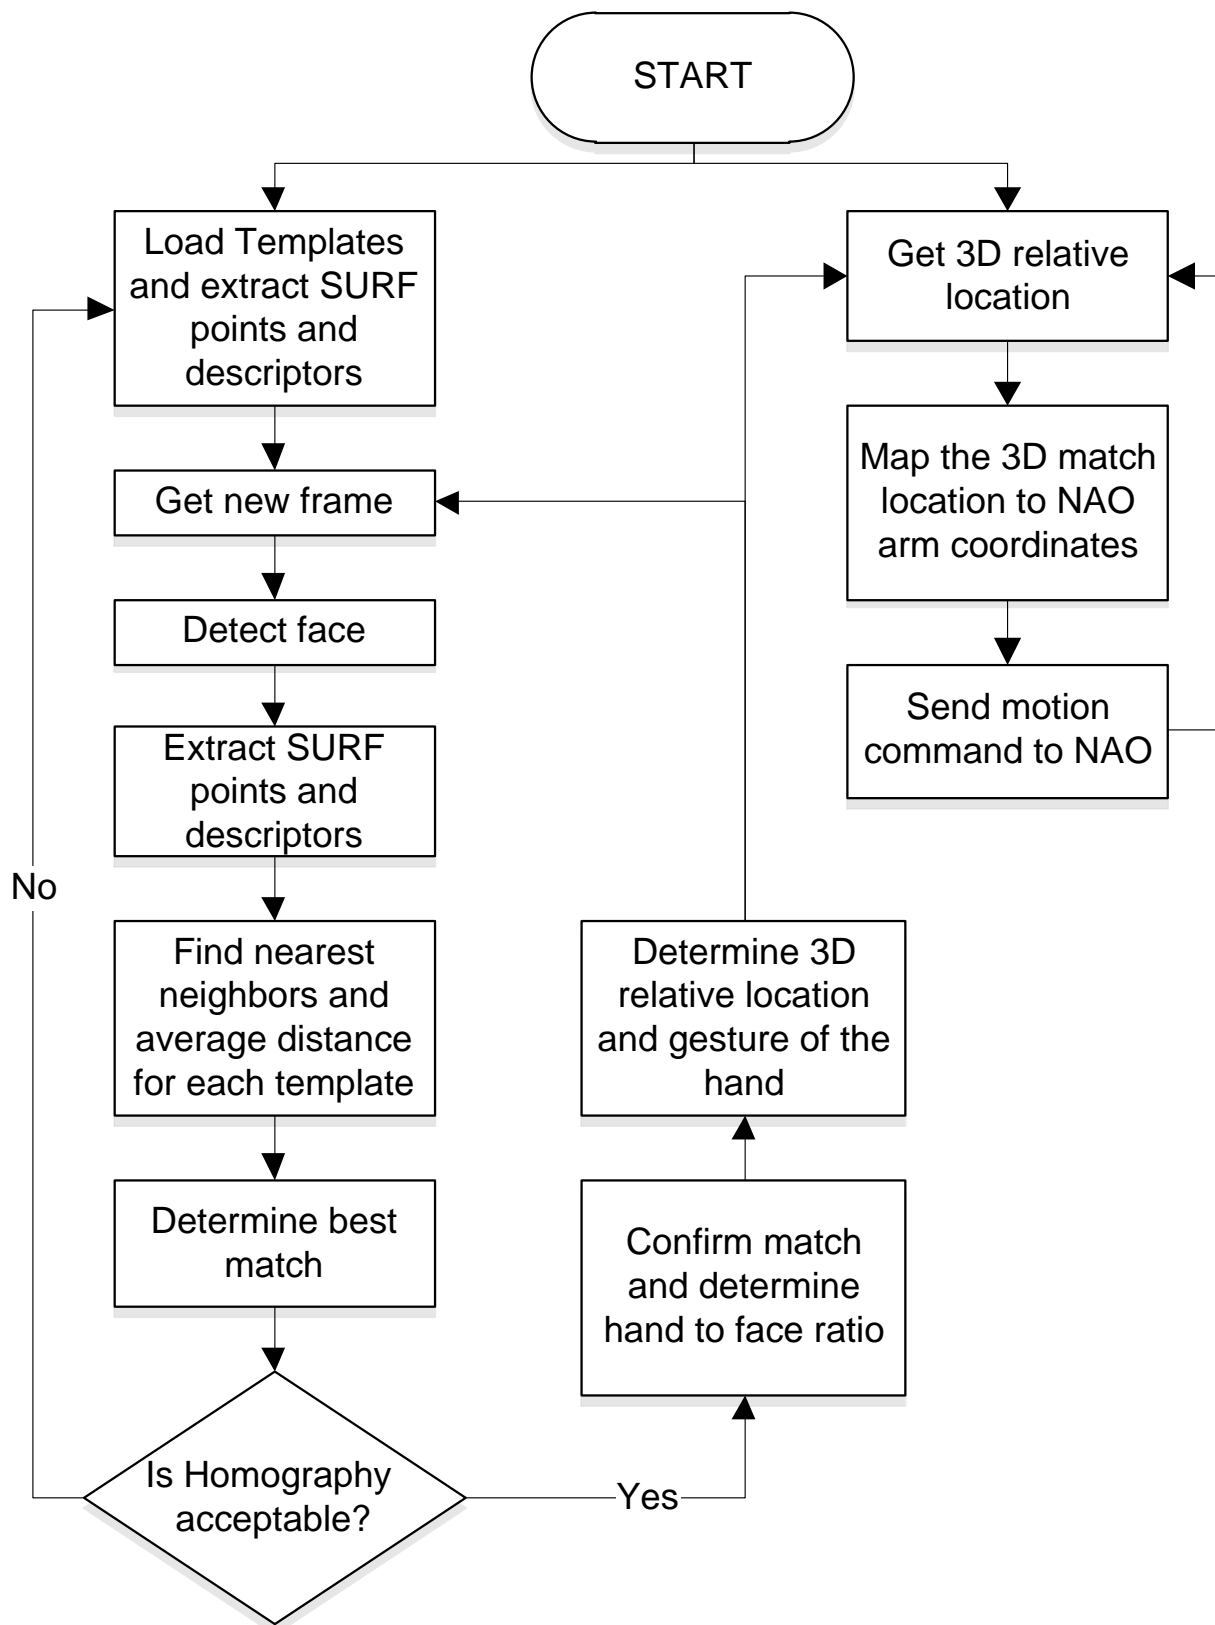 START
Load Templates
and extract SURF
points and
descriptors
Get new frame
Detect face
Extract SURF
points and
descriptors
Find nearest
neighbors and
average distance
for each template
Determine best
match
Is Homography
acceptable?
No
Yes
Confirm match
and determine
hand to face ratio
Determine 3D
relative location
and gesture of the
hand
Get 3D relative
location
Map the 3D match
location to NAO
arm coordinates
Send motion
command to NAO